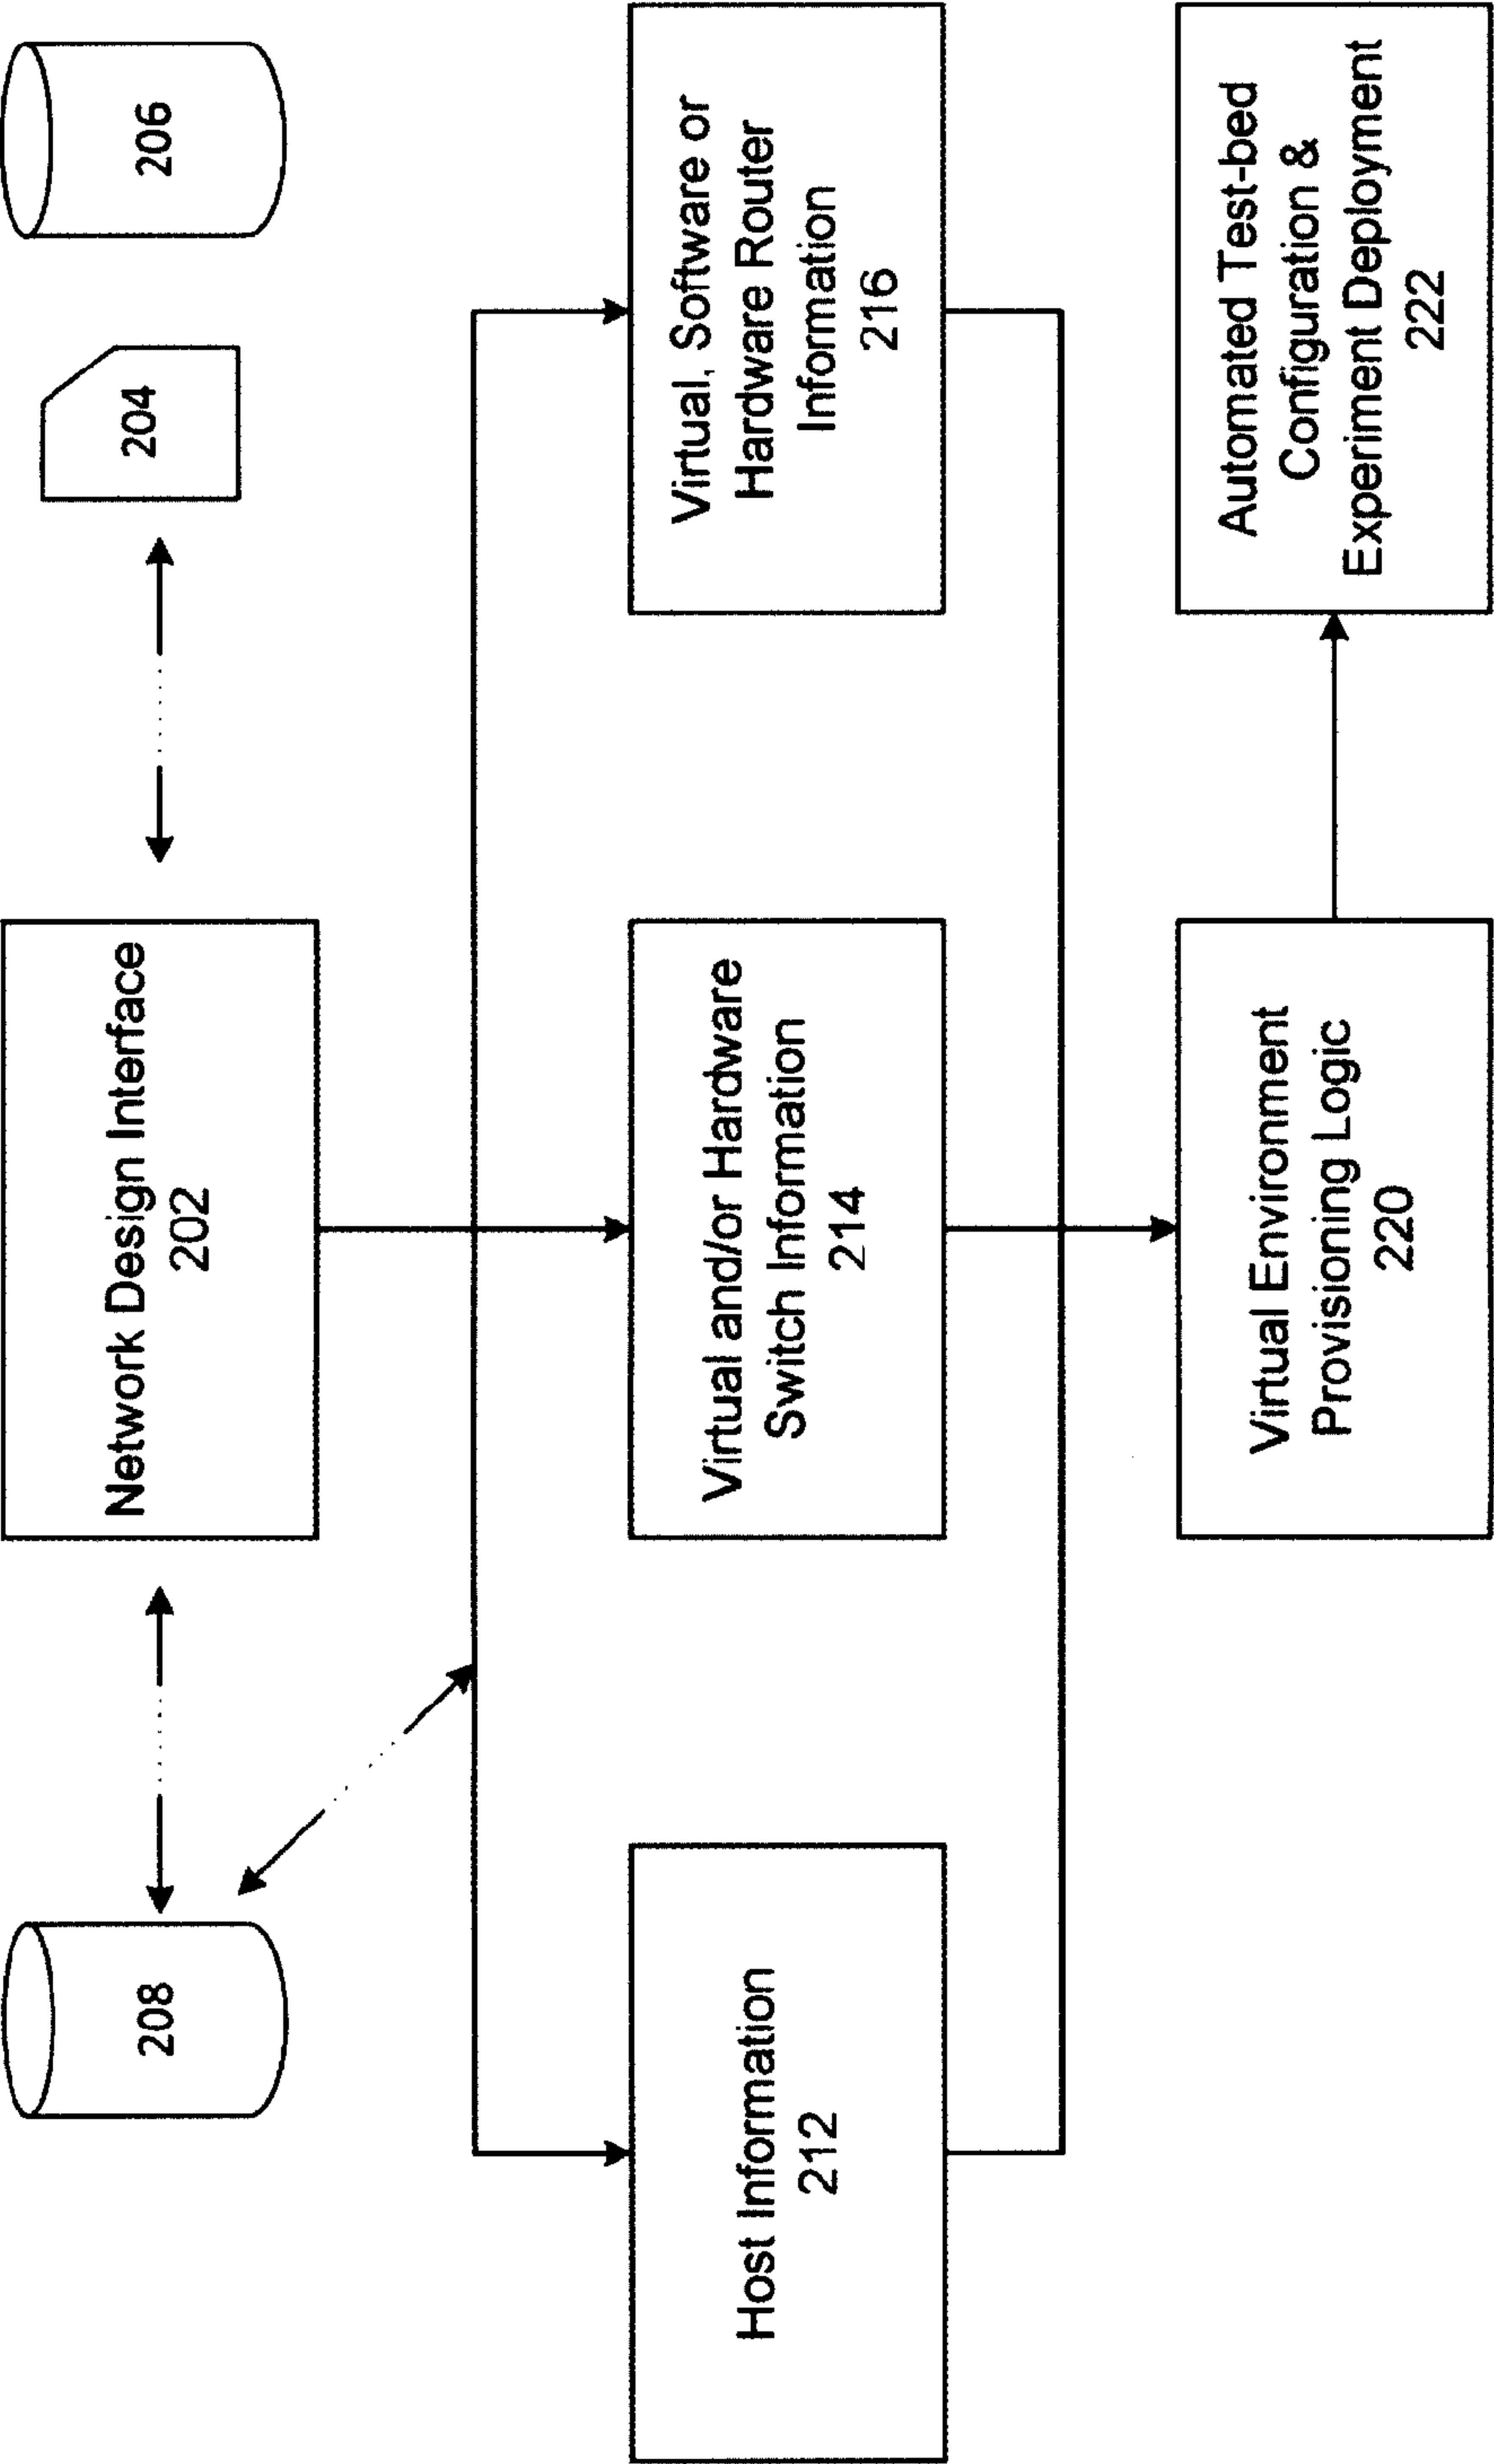 208
Network Design Interface
202
204
206
Host Information
212
Virtual and/or Hardware
Switch Information
214
Virtual, Software or
Hardware Router
Information
216
Virtual Environment
Provisioning Logic
220
Automated Test-bed
Configuration &
Experiment Deployment
222